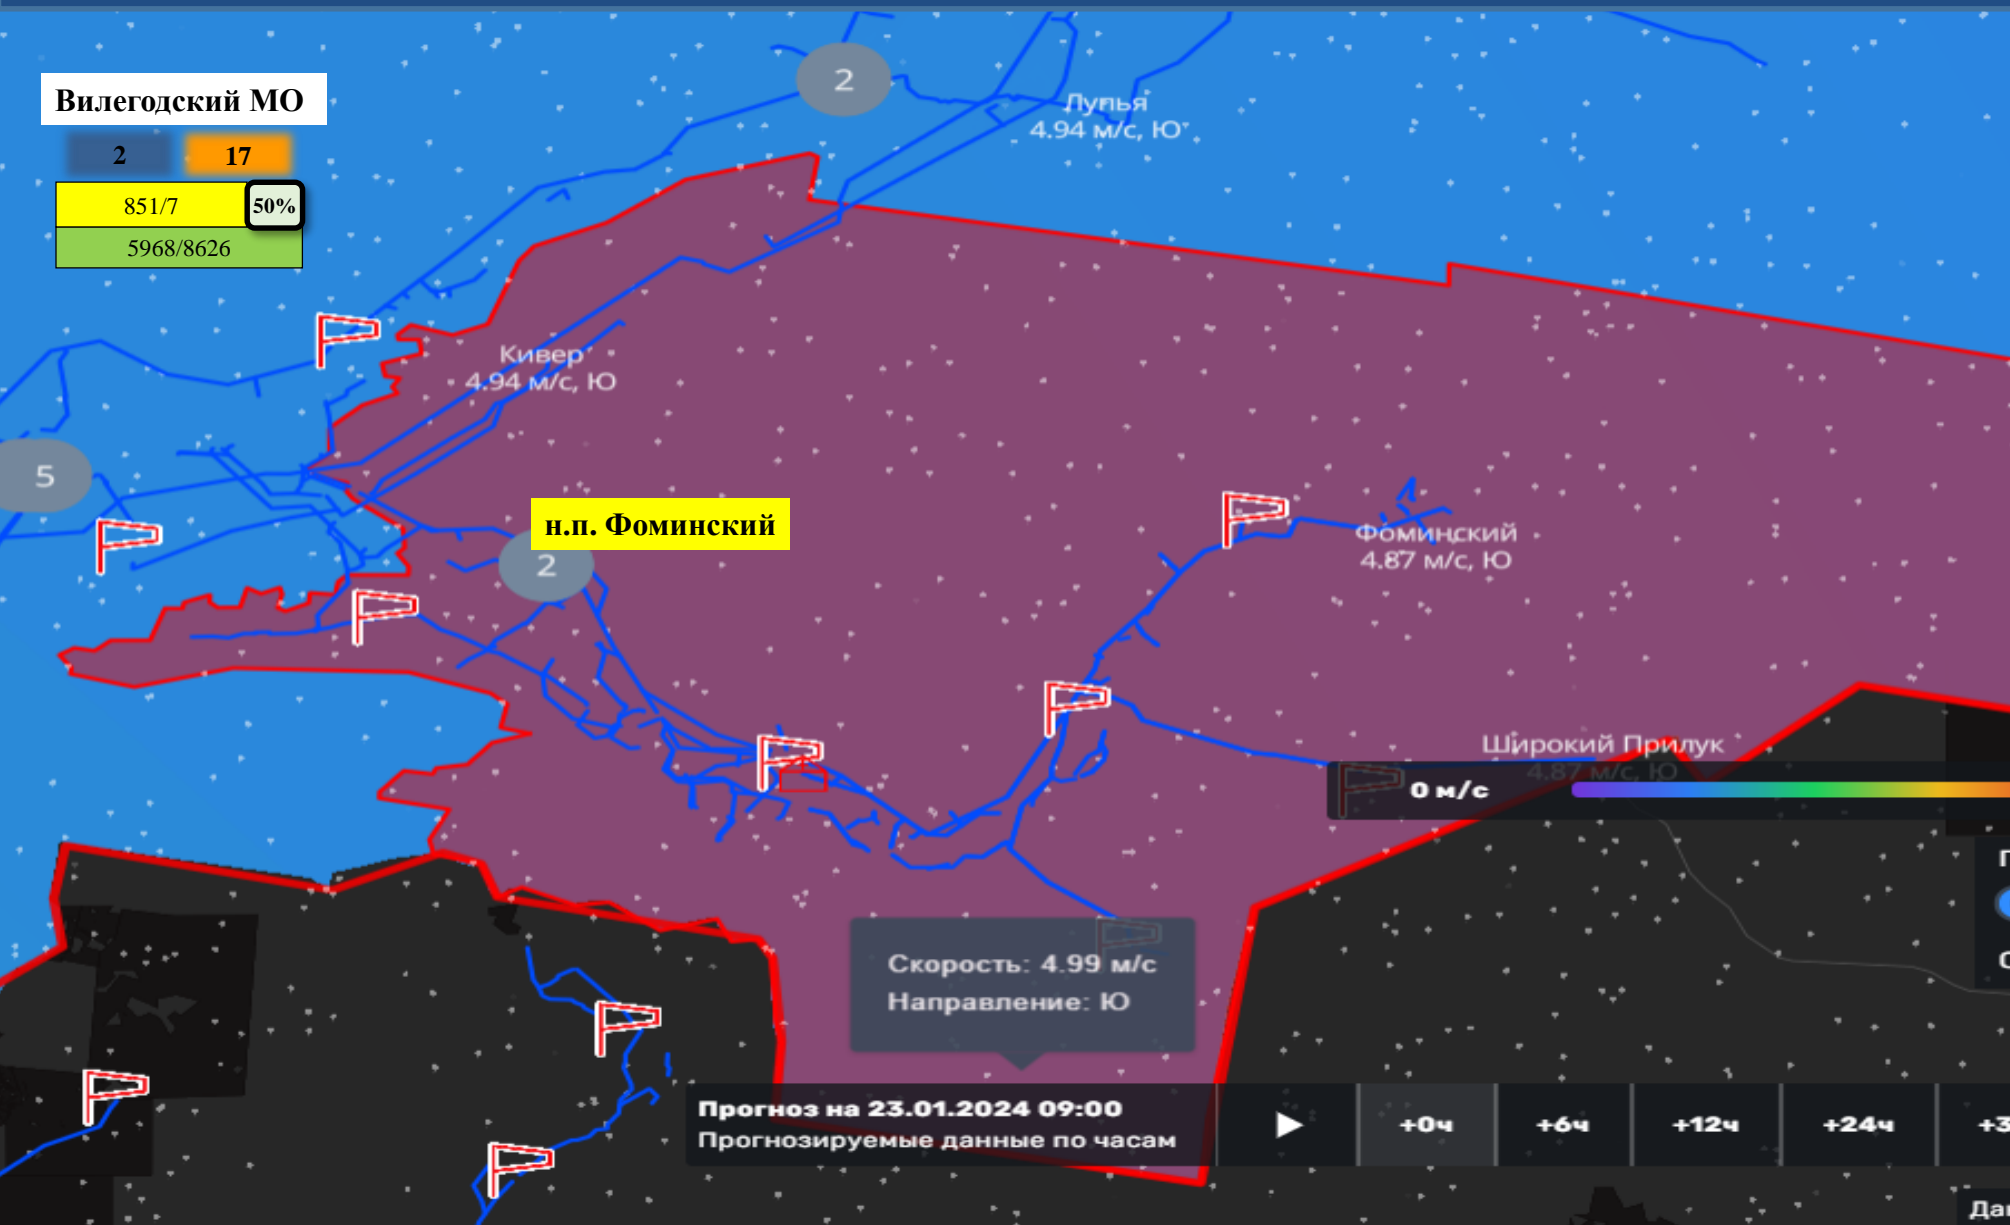 Вилегодский МО
2
17
851/7
50%
5968/8626
2
Лупья
4.94 м/с, Ю
Кивер
4.94 м/с, Ю
5
н.п. Фоминский
2
Фоминский
4.87 м/с, Ю
Широкий Прилук
4.87 м/с, Ю
0 м/с
Скорость: 4.99 м/с
Направление: Ю
Прогноз на 23.01.2024 09:00
Прогнозируемые данные по часам
+0ч
+6ч
+12ч
+24ч